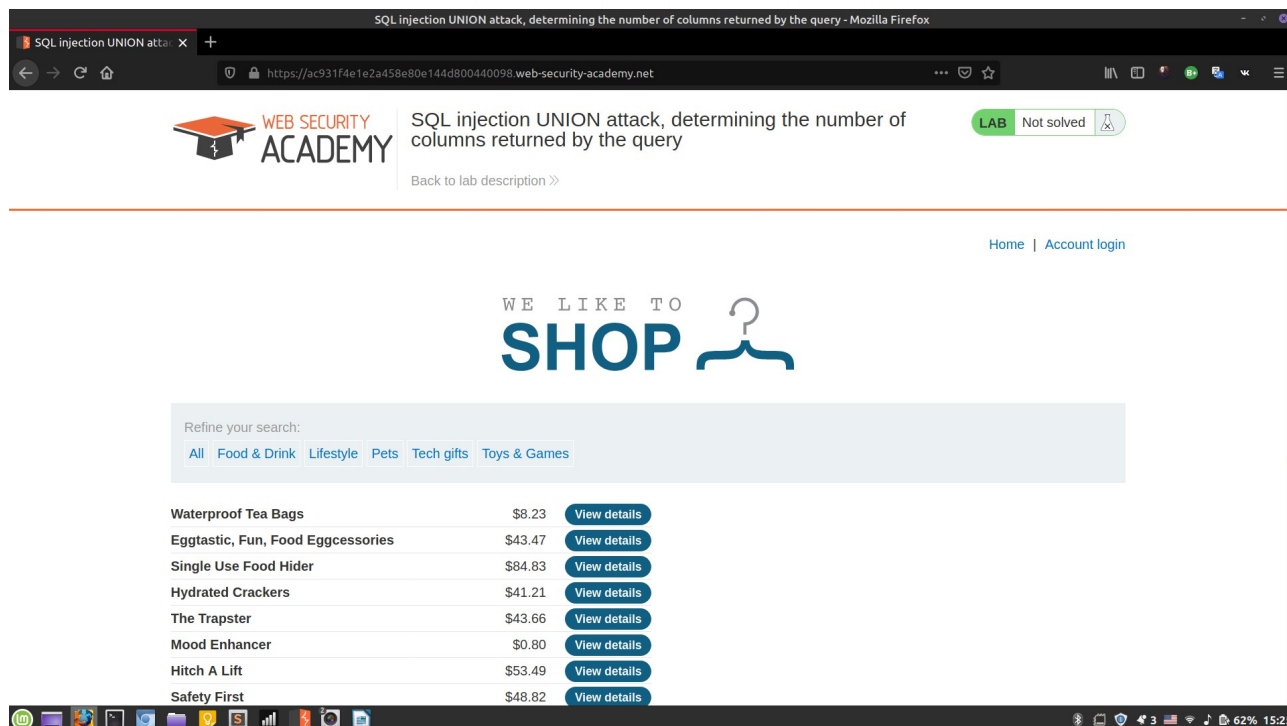 SQL injection UNION attack, determining the number of columns returned by the query - Mozilla Firefox
SQL injection UNION attac
https://ac931f4e1e2a458e80e144d800440098.web-security-academy.net
WEB SECURITY
ACADEMY
SQL injection UNION attack, determining the number of
columns returned by the query
Back to lab description
LAB Not solved
Home | Account login
WE LIKE TO
SHOP
Refine your search:
All Food & Drink Lifestyle Pets Tech gifts Toys & Games
Waterproof Tea Bags $8.23 View details
Eggtastic, Fun, Food Eggcessories $43.47 View details
Single Use Food Hider $84.83 View details
Hydrated Crackers $41.21 View details
The Trapster $43.66 View details
Mood Enhancer $0.80 View details
Hitch A Lift $53.49 View details
Safety First $48.82 View details
3 62% 15:2